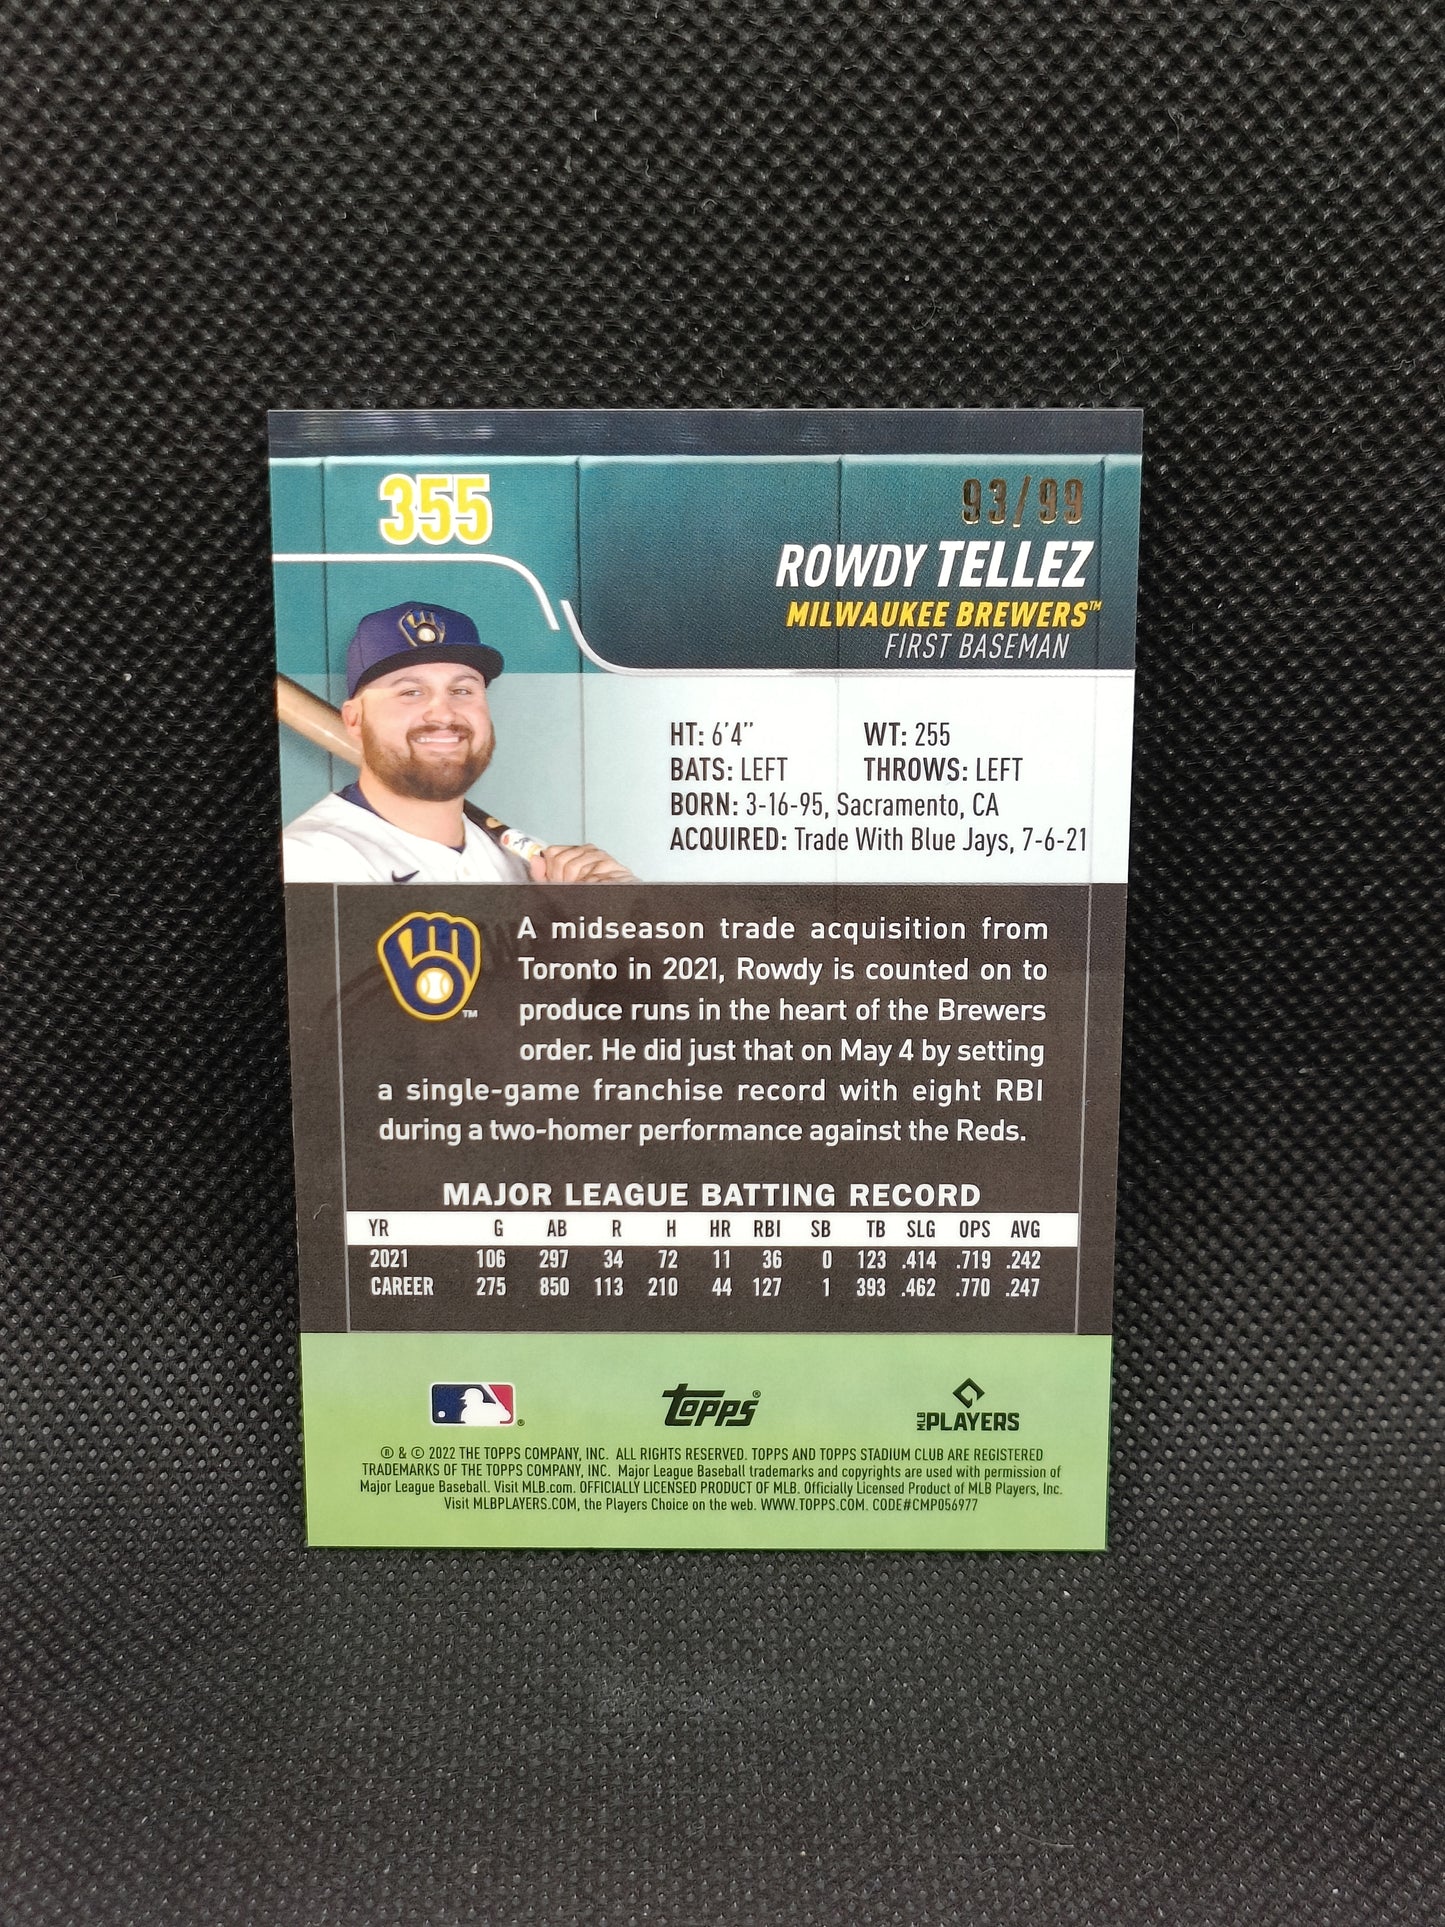 355
93/99
ROWDY TELLEZ
MILWAUKEE BREWERS™
FIRST BASEMAN
HT: 6'4" WT: 255
BATS: LEFT THROWS: LEFT
BORN: 3-16-95, Sacramento, CA
ACQUIRED: Trade With Blue Jays, 7-6-21
A midseason trade acquisition from
Toronto in 2021, Rowdy is counted on to
produce runs in the heart of the Brewers
order. He did just that on May 4 by setting
a single-game franchise record with eight RBI
during a two-homer performance against the Reds.
TM
MAJOR LEAGUE BATTING RECORD
YR G AB R H HR RBI SB TB SLG OPS AVG
2021 106 297 34 72 11 36 0 123 .414 .719 .242
CAREER 275 850 113 210 44 127 1 393 .462 .770 .247
topps®
MLB PLAYERS
® & © 2022 THE TOPPS COMPANY, INC. ALL RIGHTS RESERVED. TOPPS AND TOPPS STADIUM CLUB ARE REGISTERED
TRADEMARKS OF THE TOPPS COMPANY, INC. Major League Baseball trademarks and copyrights are used with permission of
Major League Baseball. Visit MLB.com. OFFICIALLY LICENSED PRODUCT OF MLB. Officially Licensed Product of MLB Players, Inc.
Visit MLBPLAYERS.COM, the Players Choice on the web. WWW.TOPPS.COM. CODE#CMP056977